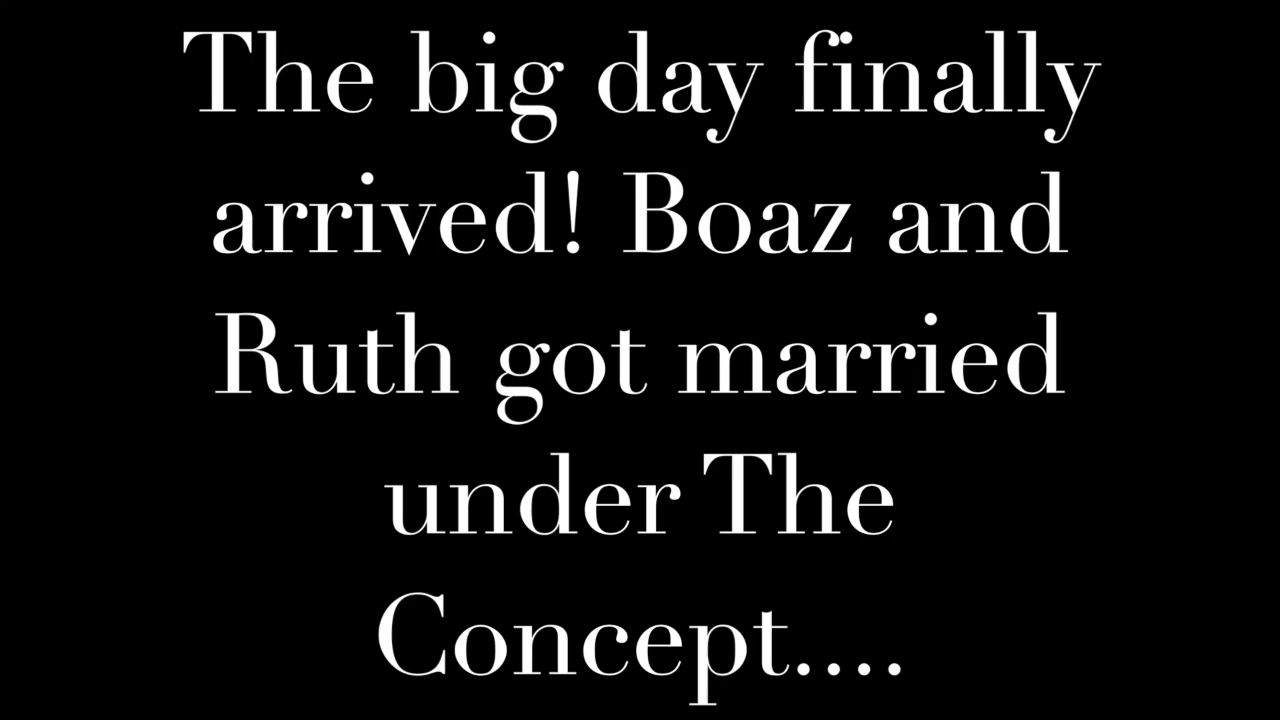 The big day finally
arrived! Boaz and
Ruth got married
under The
Concept....